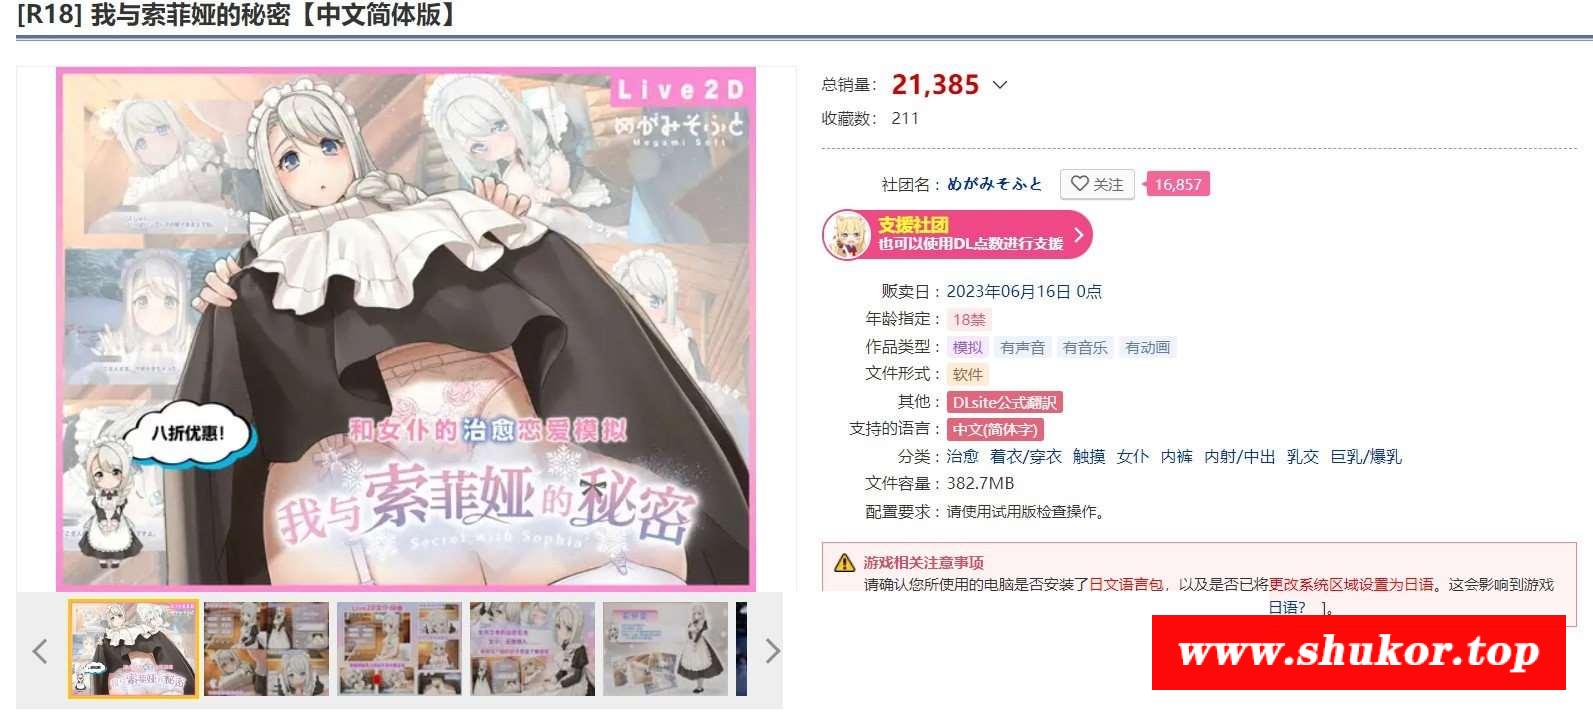 [R18] 我与索菲娅的秘密【中文简体版】
Live2D
めがみそふと
Megami Soft
八折优惠!
和女仆的治愈恋爱模拟
我与索菲娅的秘密
Secret with Sophia
总销量： 21,385
收藏数： 211
社团名： めがみそふと 关注 16,857
支援社团
也可以使用DL点数进行支援
贩卖日： 2023年06月16日 0点
年龄指定： 18禁
作品类型： 模拟 有声音 有音乐 有动画
文件形式： 软件
其他： DLsite公式翻訳
支持的语言： 中文(简体字)
分类： 治愈 着衣/穿衣 触摸 女仆 内裤 内射/中出 乳交 巨乳/爆乳
文件容量： 382.7MB
配置要求： 请使用试用版检查操作。
游戏相关注意事项
请确认您所使用的电脑是否安装了日文语言包，以及是否已将更改系统区域设置为日语。这会影响到游戏
日语? ]。
www.shukor.top